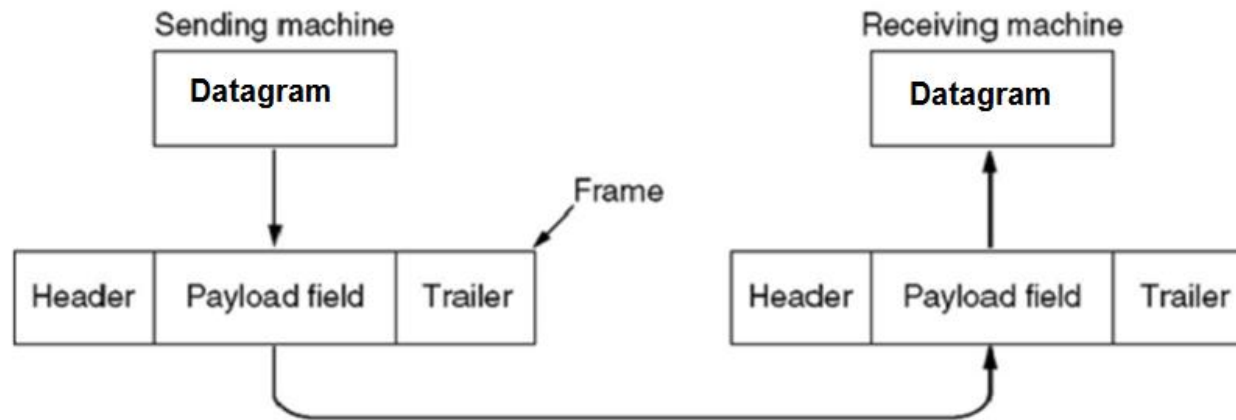 Sending machine
Receiving machine
Datagram
Datagram
Frame
Header
Payload field
Trailer
Header
Payload field
Trailer